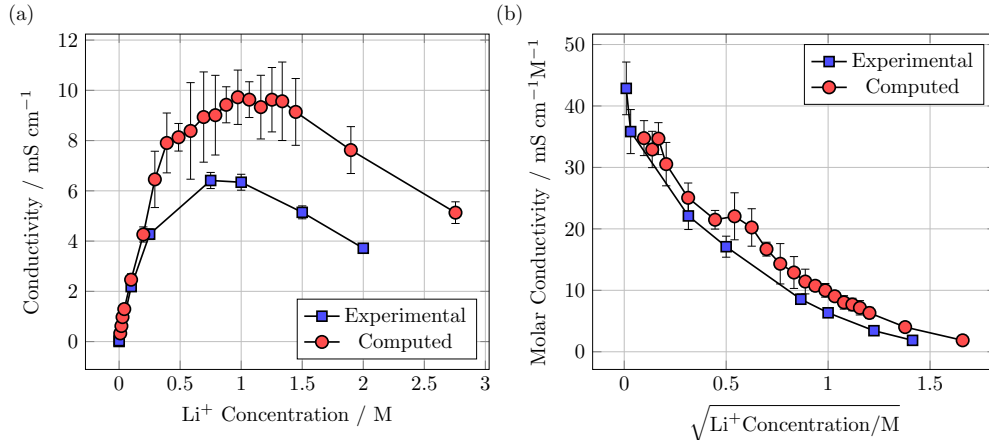 (a)
12
10
8
6
4
2
0
Conductivity / mS cm⁻¹
Experimental
Computed
0
0.5
1
1.5
2
2.5
3
Li⁺ Concentration / M
(b)
50
40
30
20
10
0
Molar Conductivity / mS cm⁻¹M⁻¹
Experimental
Computed
0
0.5
1
1.5
√Li⁺Concentration/M